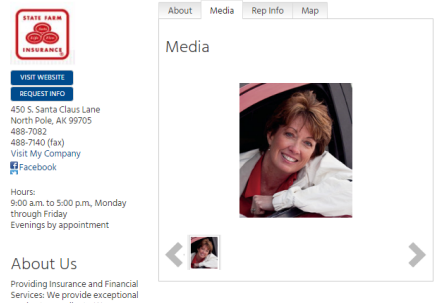 STATE FARM
INSURANCE
VISIT WEBSITE
REQUEST INFO
450 S. Santa Claus Lane
North Pole, AK 99705
488-7082
488-7140 (fax)
Visit My Company
Facebook
Hours:
9:00 a.m. to 5:00 p.m., Monday
through Friday
Evenings by appointment
About Us
Providing Insurance and Financial
Services: We provide exceptional
About
Media
Rep Info
Map
Media